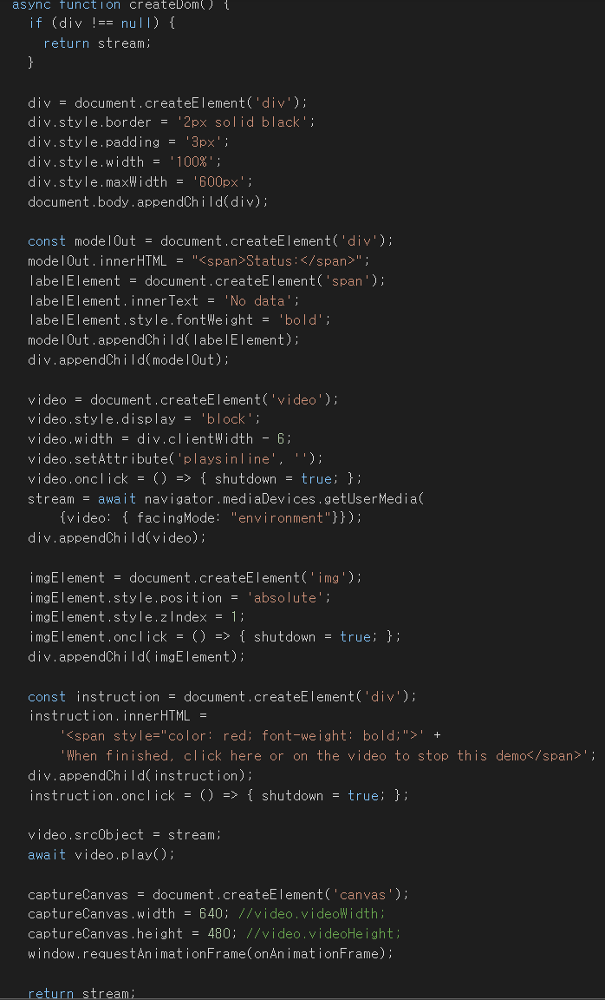 async function createDom() {
if (div !== null) {
return stream;
}
div = document.createElement('div');
div.style.border = '2px solid black';
div.style.padding = '3px';
div.style.width = '100%';
div.style.maxWidth = '600px';
document.body.appendChild(div);
const modelOut = document.createElement('div');
modelOut.innerHTML = "<span>Status:</span>";
labelElement = document.createElement('span');
labelElement.innerText = 'No data';
labelElement.style.fontWeight = 'bold';
modelOut.appendChild(labelElement);
div.appendChild(modelOut);
video = document.createElement('video');
video.style.display = 'block';
video.width = div.clientWidth - 6;
video.setAttribute('playsinline', '');
video.onclick = () => { shutdown = true; };
stream = await navigator.mediaDevices.getUserMedia(
{video: { facingMode: "environment"}});
div.appendChild(video);
imgElement = document.createElement('img');
imgElement.style.position = 'absolute';
imgElement.style.zIndex = 1;
imgElement.onclick = () => { shutdown = true; };
div.appendChild(imgElement);
const instruction = document.createElement('div');
instruction.innerHTML =
'<span style="color: red; font-weight: bold;">' +
'When finished, click here or on the video to stop this demo</span>';
div.appendChild(instruction);
instruction.onclick = () => { shutdown = true; };
video.srcObject = stream;
await video.play();
captureCanvas = document.createElement('canvas');
captureCanvas.width = 640; //video.videoWidth;
captureCanvas.height = 480; //video.videoHeight;
window.requestAnimationFrame(onAnimationFrame);
return stream;